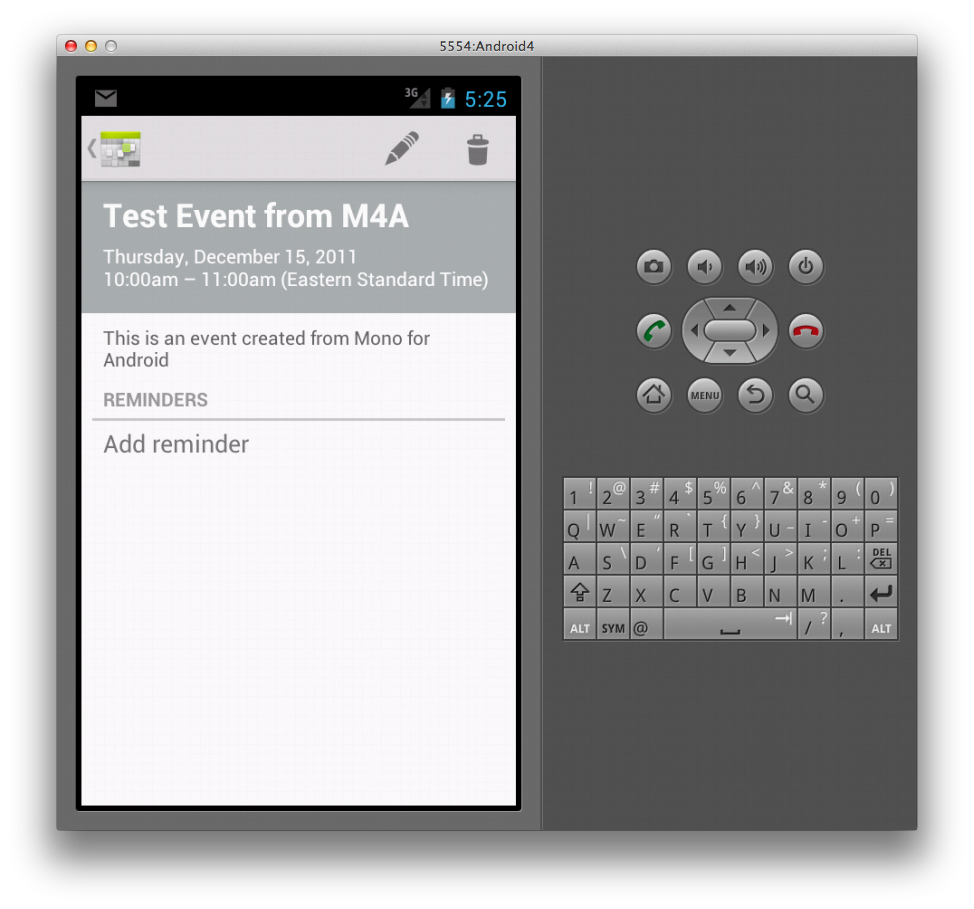 5554:Android4
3G 5:25
Test Event from M4A
Thursday, December 15, 2011
10:00am – 11:00am (Eastern Standard Time)
This is an event created from Mono for
Android
REMINDERS
Add reminder
MENU
1 ! 2 @ 3 # 4 $ 5 % 6 ^ 7 & 8 * 9 ( 0 )
Q | W ~ E “ R ` T { Y } U _ I - O + P =
A S \ D ‘ F [ G ] H < J > K ; L : DEL
Z X C V B N M .
ALT SYM @ / ? , ALT